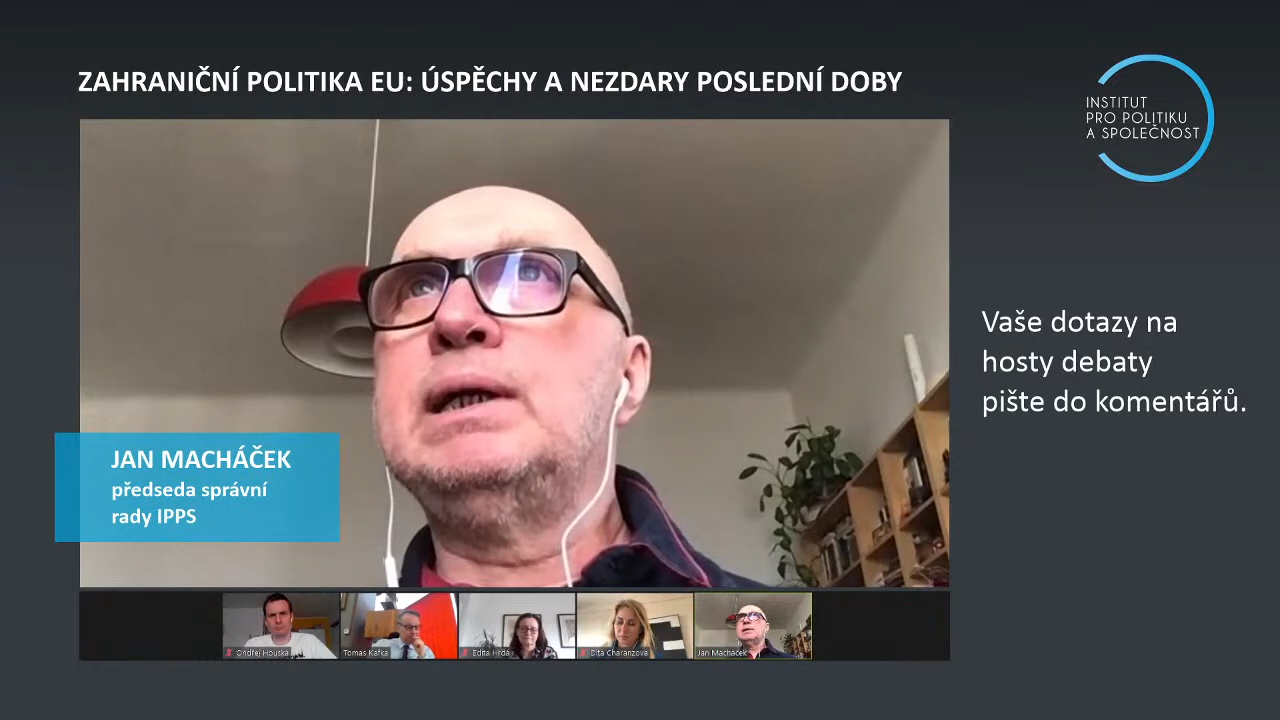 ZAHRANIČNÍ POLITIKA EU: ÚSPĚCHY A NEZDARY POSLEDNÍ DOBY
INSTITUT
PRO POLITIKU
A SPOLEČNOST
Vaše dotazy na
hosty debaty
pište do komentářů.
JAN MACHÁČEK
předseda správní
rady IPPS
Ondřej Houska
Tomas Kafka
Edita Hrdá
Dita Charanzova
Jan Macháček